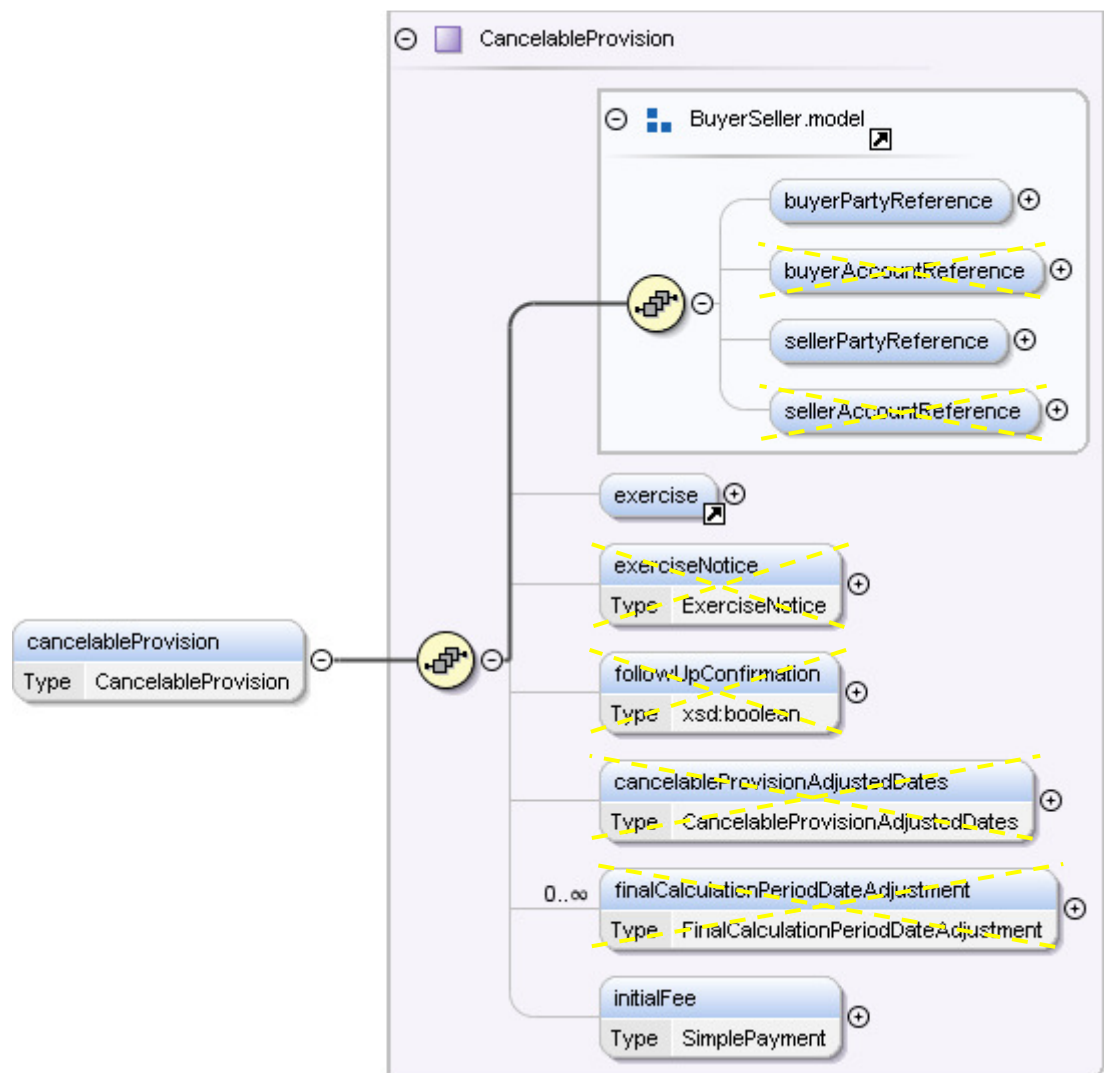 CancelableProvision
BuyerSeller.model
buyerPartyReference
buyerAccountReference
sellerPartyReference
sellerAccountReference
exercise
exerciseNotice
Type ExerciseNotice
cancelableProvision
Type CancelableProvision
followUpConfirmation
Type xsd:boolean
cancelableProvisionAdjustedDates
Type CancelableProvisionAdjustedDates
0..∞
finalCalculationPeriodDateAdjustment
Type FinalCalculationPeriodDateAdjustment
initialFee
Type SimplePayment